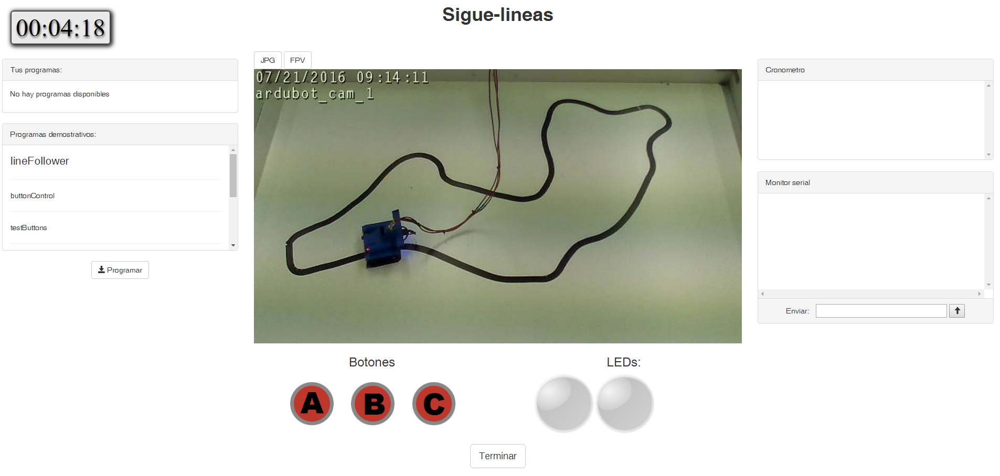 Sigue-lineas
00:04:18
Tus programas:
No hay programas disponibles
Programas demostrativos:
lineFollower
buttonControl
testButtons
Programar
JPG FPV
07/21/2016 09:14:11
ardubot_cam_1
Botones
A B C
LEDs:
Terminar
Cronometro
Monitor serial
Enviar: